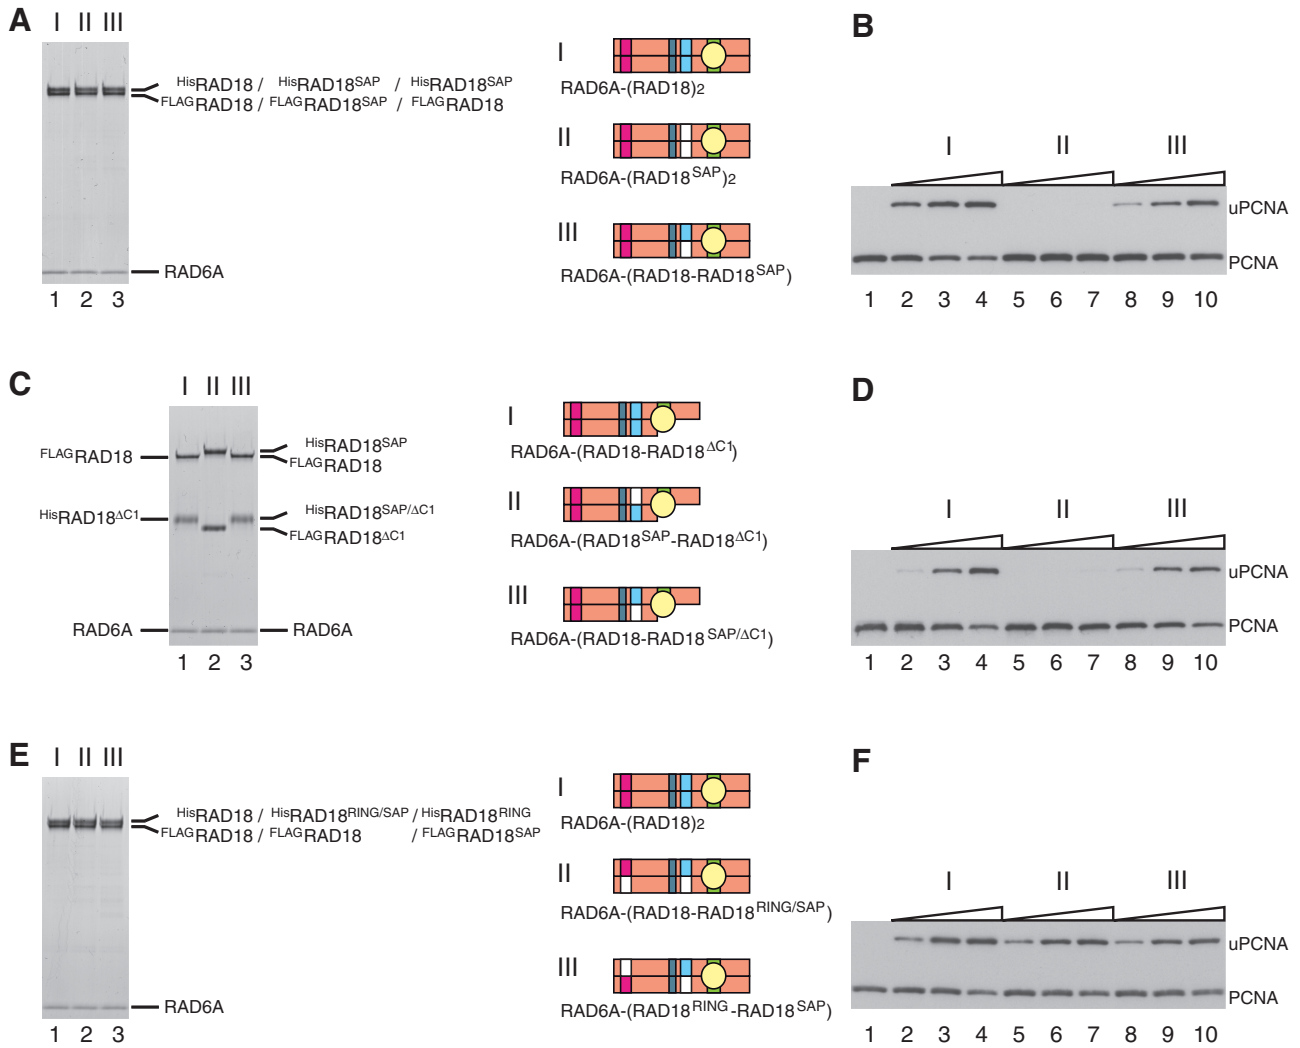 A
I II III
HisRAD18 / HisRAD18SAP / HisRAD18SAP
FLAGRAD18 / FLAGRAD18SAP / FLAGRAD18
RAD6A
1 2 3
I
RAD6A-(RAD18)2
II
RAD6A-(RAD18SAP)2
III
RAD6A-(RAD18-RAD18SAP)
B
I II III
uPCNA
PCNA
1 2 3 4 5 6 7 8 9 10
C
I II III
FLAGRAD18
HisRAD18SAP
FLAGRAD18
HisRAD18ΔC1
HisRAD18SAP/ΔC1
FLAGRAD18ΔC1
RAD6A RAD6A
1 2 3
I
RAD6A-(RAD18-RAD18ΔC1)
II
RAD6A-(RAD18SAP-RAD18ΔC1)
III
RAD6A-(RAD18-RAD18SAP/ΔC1)
D
I II III
uPCNA
PCNA
1 2 3 4 5 6 7 8 9 10
E
I II III
HisRAD18 / HisRAD18RING/SAP / HisRAD18RING
FLAGRAD18 / FLAGRAD18 / FLAGRAD18SAP
RAD6A
1 2 3
I
RAD6A-(RAD18)2
II
RAD6A-(RAD18-RAD18RING/SAP)
III
RAD6A-(RAD18RING-RAD18SAP)
F
I II III
uPCNA
PCNA
1 2 3 4 5 6 7 8 9 10